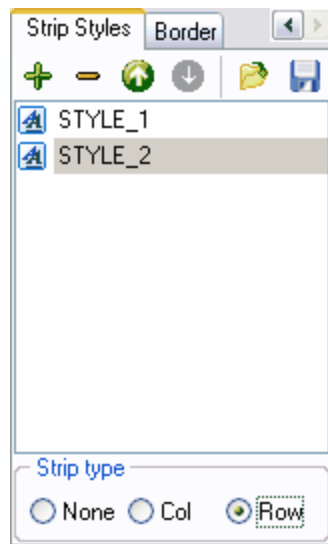 Strip Styles Border
STYLE_1
STYLE_2
Strip type
None Col Row